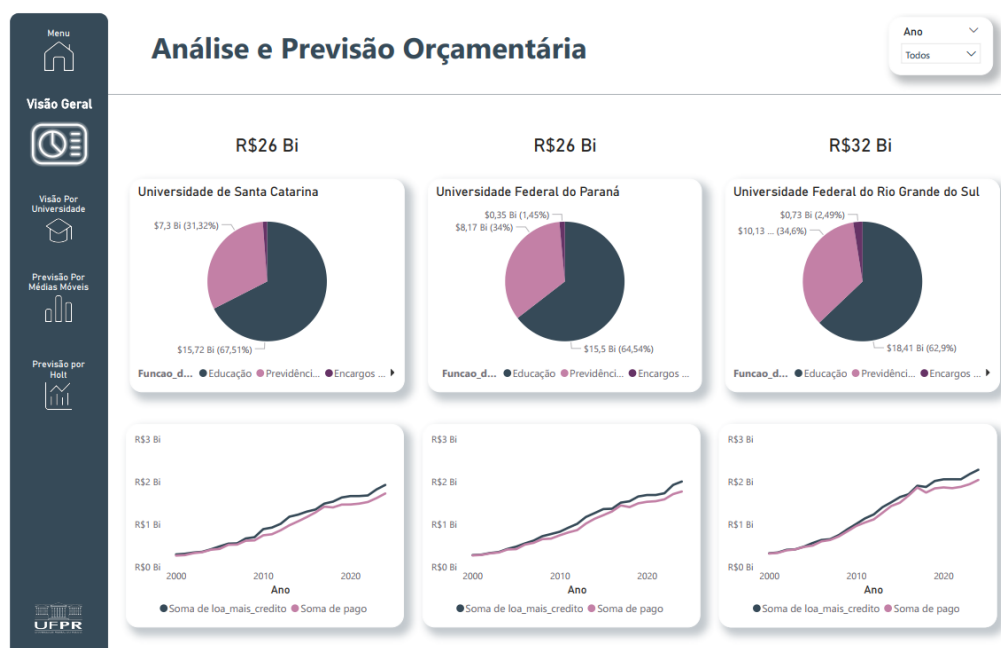 Menu
Visão Geral
Visão Por
Universidade
Previsão Por
Médias Móveis
Previsão por
Holt
UFPR
Análise e Previsão Orçamentária
Ano
Todos
R$26 Bi
R$26 Bi
R$32 Bi
Universidade de Santa Catarina
$7,3 Bi (31,32%)
$15,72 Bi (67,51%)
Funcao_d... Educação Previdênci... Encargos ...
Universidade Federal do Paraná
$0,35 Bi (1,45%)
$8,17 Bi (34%)
$15,5 Bi (64,54%)
Funcao_d... Educação Previdênci... Encargos ...
Universidade Federal do Rio Grande do Sul
$0,73 Bi (2,49%)
$10,13 ... (34,6%)
$18,41 Bi (62,9%)
Funcao_d... Educação Previdênci... Encargos ...
R$3 Bi
R$2 Bi
R$1 Bi
R$0 Bi
2000 2010 2020
Ano
Soma de loa_mais_credito Soma de pago
R$3 Bi
R$2 Bi
R$1 Bi
R$0 Bi
2000 2010 2020
Ano
Soma de loa_mais_credito Soma de pago
R$3 Bi
R$2 Bi
R$1 Bi
R$0 Bi
2000 2010 2020
Ano
Soma de loa_mais_credito Soma de pago